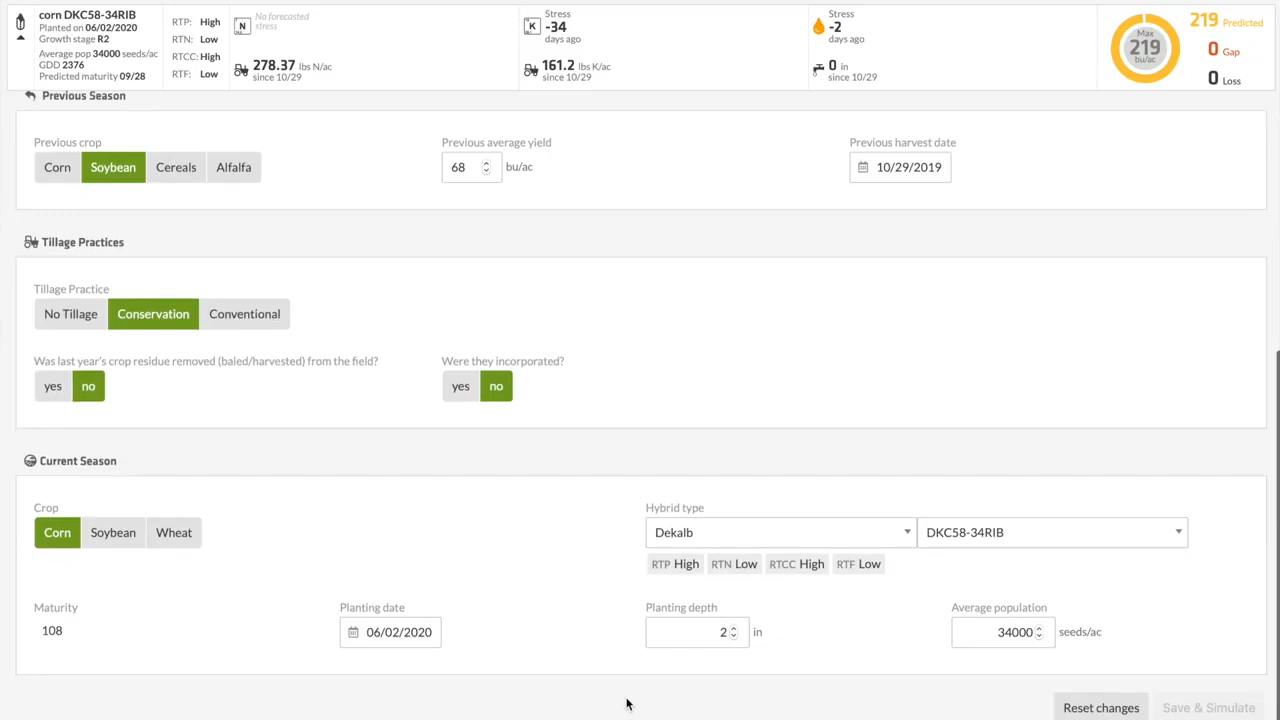 corn DKC58-34RIB
Planted on 06/02/2020
Growth stage R2
Average pop 34000 seeds/ac
GDD 2376
Predicted maturity 09/28
RTP: High
RTN: Low
RTCC: High
RTF: Low
N
No forecasted
stress
278.37 lbs N/ac
since 10/29
K
Stress
-34
days ago
161.2 lbs K/ac
since 10/29
Stress
-2
days ago
0 in
since 10/29
Max
219
bu/ac
219 Predicted
0 Gap
0 Loss
Previous Season
Previous crop
Corn Soybean Cereals Alfalfa
Previous average yield
68 bu/ac
Previous harvest date
10/29/2019
Tillage Practices
Tillage Practice
No Tillage Conservation Conventional
Was last year's crop residue removed (baled/harvested) from the field?
yes no
Were they incorporated?
yes no
Current Season
Crop
Corn Soybean Wheat
Hybrid type
Dekalb DKC58-34RIB
RTP High RTN Low RTCC High RTF Low
Maturity
108
Planting date
06/02/2020
Planting depth
2 in
Average population
34000 seeds/ac
Reset changes Save & Simulate